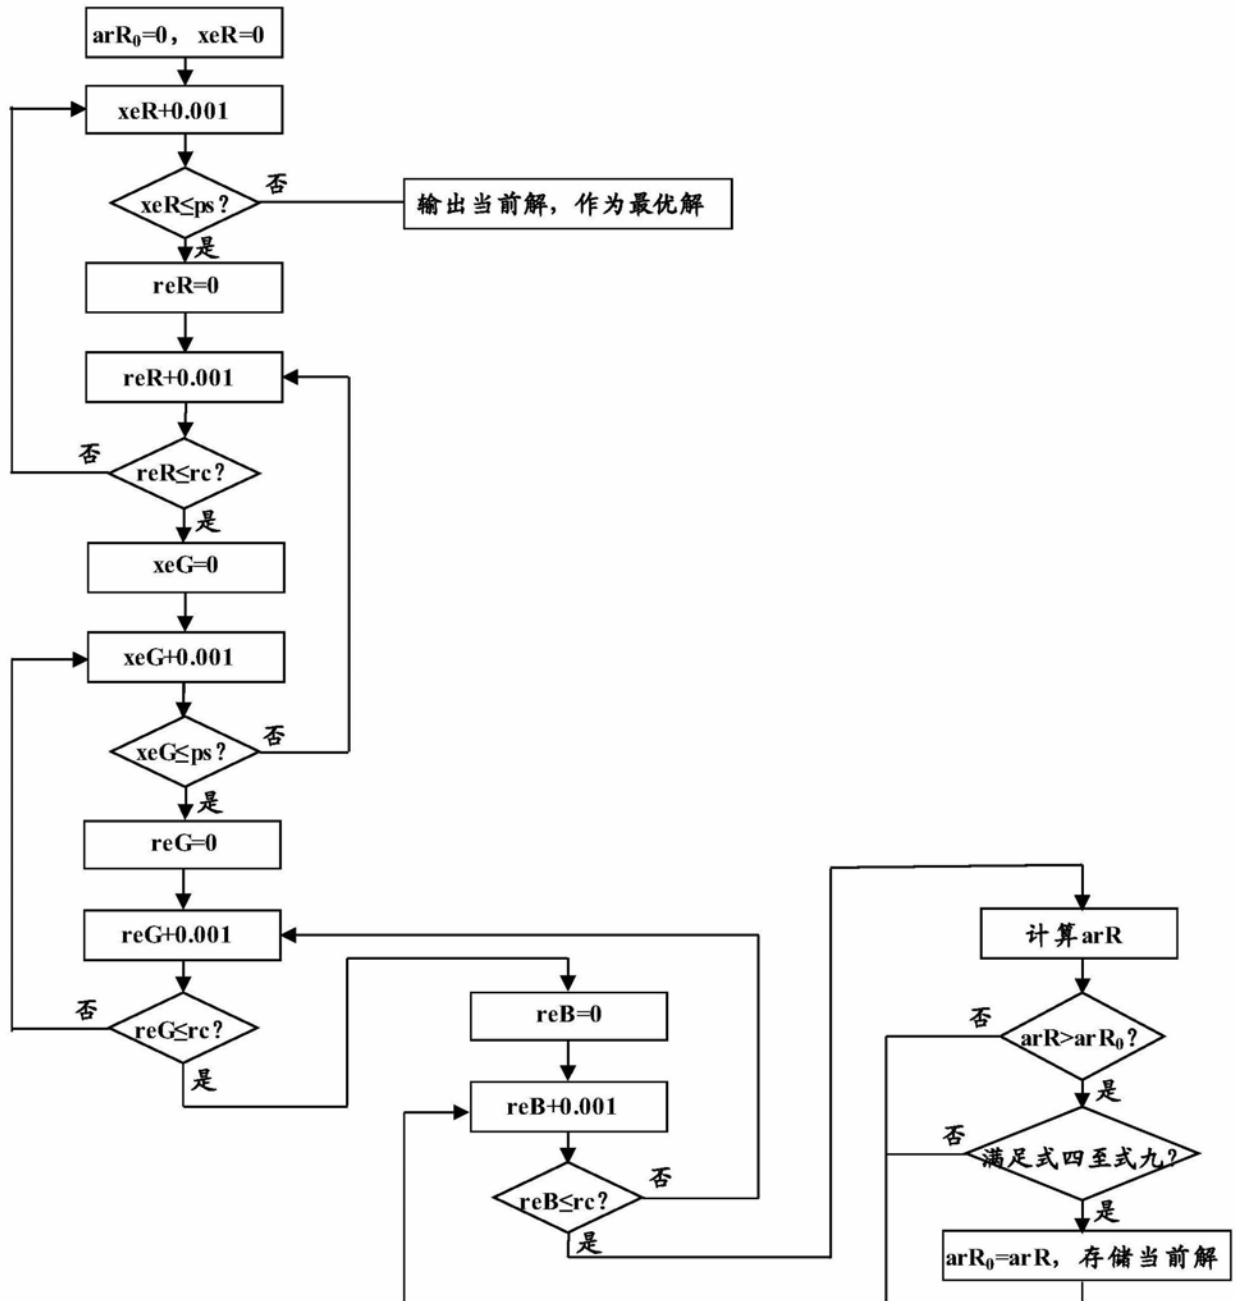 arR₀=0，xeR=0
xeR+0.001
xeR≤ps?
否
输出当前解，作为最优解
是
reR=0
reR+0.001
否
reR≤rc?
是
xeG=0
xeG+0.001
xeG≤ps?
否
是
reG=0
reG+0.001
否
reG≤rc?
是
reB=0
reB+0.001
reB≤rc?
否
是
计算arR
否
arR>arR₀?
是
否
满足式四至式九?
是
arR₀=arR，存储当前解